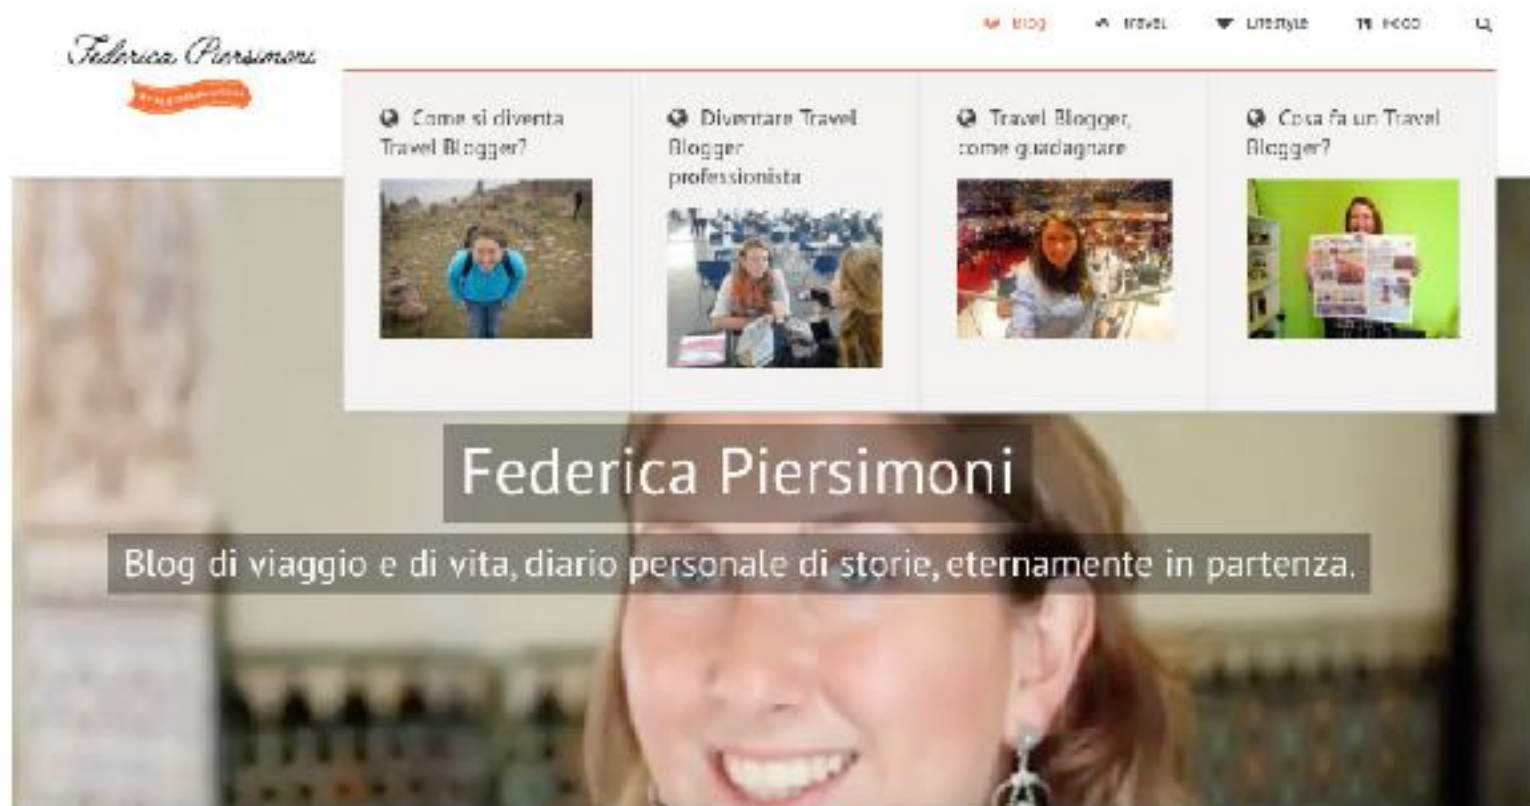 Federica Piersimoni
Blog
Travel
Lifestyle
Food
Come si diventa
Travel Blogger?
Diventare Travel
Blogger
professionista
Travel Blogger,
come guadagnare
Cosa fa un Travel
Blogger?
Federica Piersimoni
Blog di viaggio e di vita, diario personale di storie, eternamente in partenza.